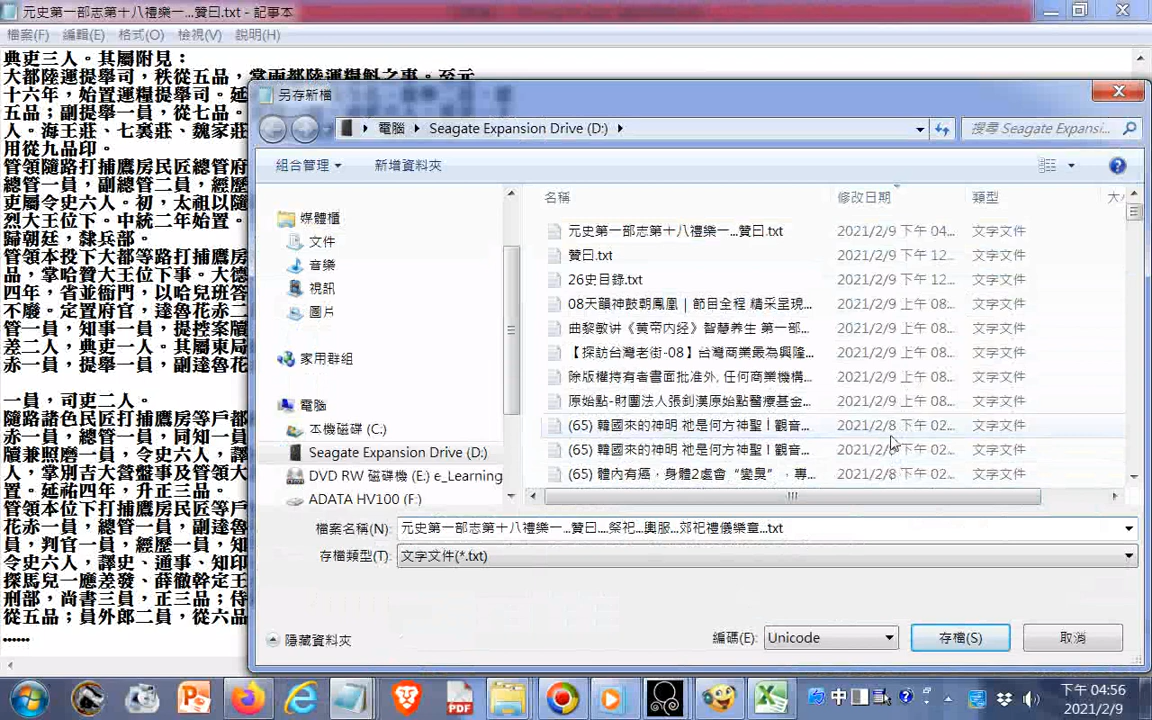 元史第一部志第十八禮樂一...贊曰.txt - 記事本
檔案(F) 編輯(E) 格式(O) 檢視(V) 說明(H)
典吏三人。其屬附見：
大都陸運提舉司，秩從五品，掌兩都陸運糧斛之事。至元
十六年，始置運糧提舉司。延
五品；副提舉一員，從七品。
人。海王莊、七裏莊、魏家莊
用從九品印。
管領隨路打捕鷹房民匠總管府
總管一員，副總管二員，經歷
吏屬令史六人。初，太祖以隨
烈大王位下。中統二年始置。
歸朝廷，隸兵部。
管領本投下大都等路打捕鷹房
品，掌哈贊大王位下事。大德
四年，省並衙門，以哈兒班答
不廢。定置府官，達魯花赤二
管一員，知事一員，提控案牘
差二人，典吏一人。其屬東局
赤一員，提舉一員，副達魯花
一員，司吏二人。
隨路諸色民匠打捕鷹房等戶都
赤一員，總管一員，同知一員
牘兼照磨一員，令史六人，譯
人，掌別吉大營盤事及管領大
置。延祐四年，升正三品。
管領本位下打捕鷹房民匠等戶
花赤一員，總管一員，副達魯
員，判官一員，經歷一員，知
令史六人，譯史、通事、知印
探馬兒一應差發、薛徹幹定王
刑部，尚書三員，正三品；侍
從五品；員外郎二員，從六品
......
另存新檔
電腦 Seagate Expansion Drive (D:)
搜尋 Seagate Expansi...
組合管理 新增資料夾
媒體櫃
文件
音樂
視訊
圖片
家用群組
電腦
本機磁碟 (C:)
Seagate Expansion Drive (D:)
DVD RW 磁碟機 (E:) e_Learning
ADATA HV100 (F:)
名稱 修改日期 類型 大
元史第一部志第十八禮樂一...贊曰.txt 2021/2/9 下午 04... 文字文件
贊曰.txt 2021/2/9 下午 12... 文字文件
26史目錄.txt 2021/2/9 下午 12... 文字文件
08天韻神鼓朝鳳凰｜節目全程 精采呈現... 2021/2/9 上午 08... 文字文件
曲黎敏讲《黄帝内经》智慧养生 第一部... 2021/2/9 上午 08... 文字文件
【探訪台灣老街-08】台灣商業最為興隆... 2021/2/9 上午 08... 文字文件
除版權持有者書面批准外, 任何商業機構... 2021/2/9 上午 08... 文字文件
原始點-財團法人張釗漢原始點醫療基金... 2021/2/9 上午 08... 文字文件
(65) 韓國來的神明 祂是何方神聖 l 觀音... 2021/2/8 下午 02... 文字文件
(65) 韓國來的神明 祂是何方神聖 l 觀音... 2021/2/8 下午 02... 文字文件
(65) 體內有癌，身體2處會“變臭”，專... 2021/2/8 下午 02... 文字文件
檔案名稱(N): 元史第一部志第十八禮樂一...贊曰....祭祀...輿服...郊祀禮儀樂章...txt
存檔類型(T): 文字文件(*.txt)
隱藏資料夾
編碼(E): Unicode 存檔(S) 取消
中
下午 04:56
2021/2/9